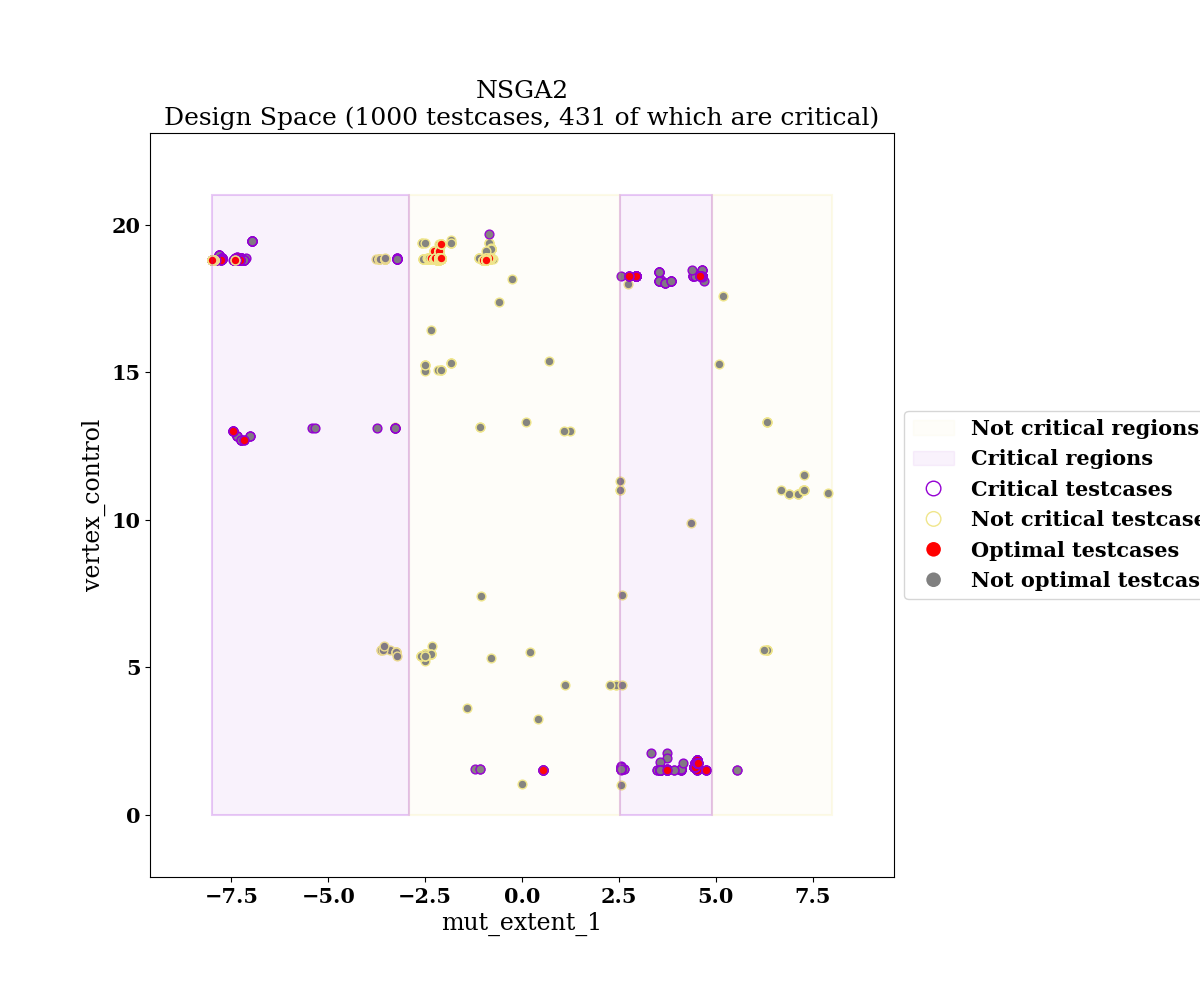 NSGA2
Design Space (1000 testcases, 431 of which are critical)
20
15
10
5
0
vertex_control
−7.5 −5.0 −2.5 0.0 2.5 5.0 7.5
mut_extent_1
Not critical regions
Critical regions
Critical testcases
Not critical testcase
Optimal testcases
Not optimal testcas